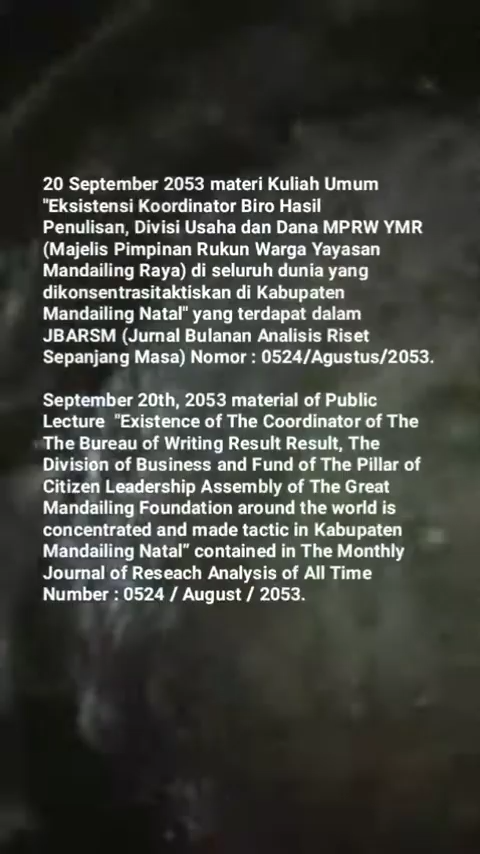 20 September 2053 materi Kuliah Umum
"Eksistensi Koordinator Biro Hasil
Penulisan, Divisi Usaha dan Dana MPRW YMR
(Majelis Pimpinan Rukun Warga Yayasan
Mandailing Raya) di seluruh dunia yang
dikonsentrasitaktiskan di Kabupaten
Mandailing Natal" yang terdapat dalam
JBARSM (Jurnal Bulanan Analisis Riset
Sepanjang Masa) Nomor : 0524/Agustus/2053.
September 20th, 2053 material of Public
Lecture "Existence of The Coordinator of The
The Bureau of Writing Result Result, The
Division of Business and Fund of The Pillar of
Citizen Leadership Assembly of The Great
Mandailing Foundation around the world is
concentrated and made tactic in Kabupaten
Mandailing Natal" contained in The Monthly
Journal of Reseach Analysis of All Time
Number : 0524 / August / 2053.